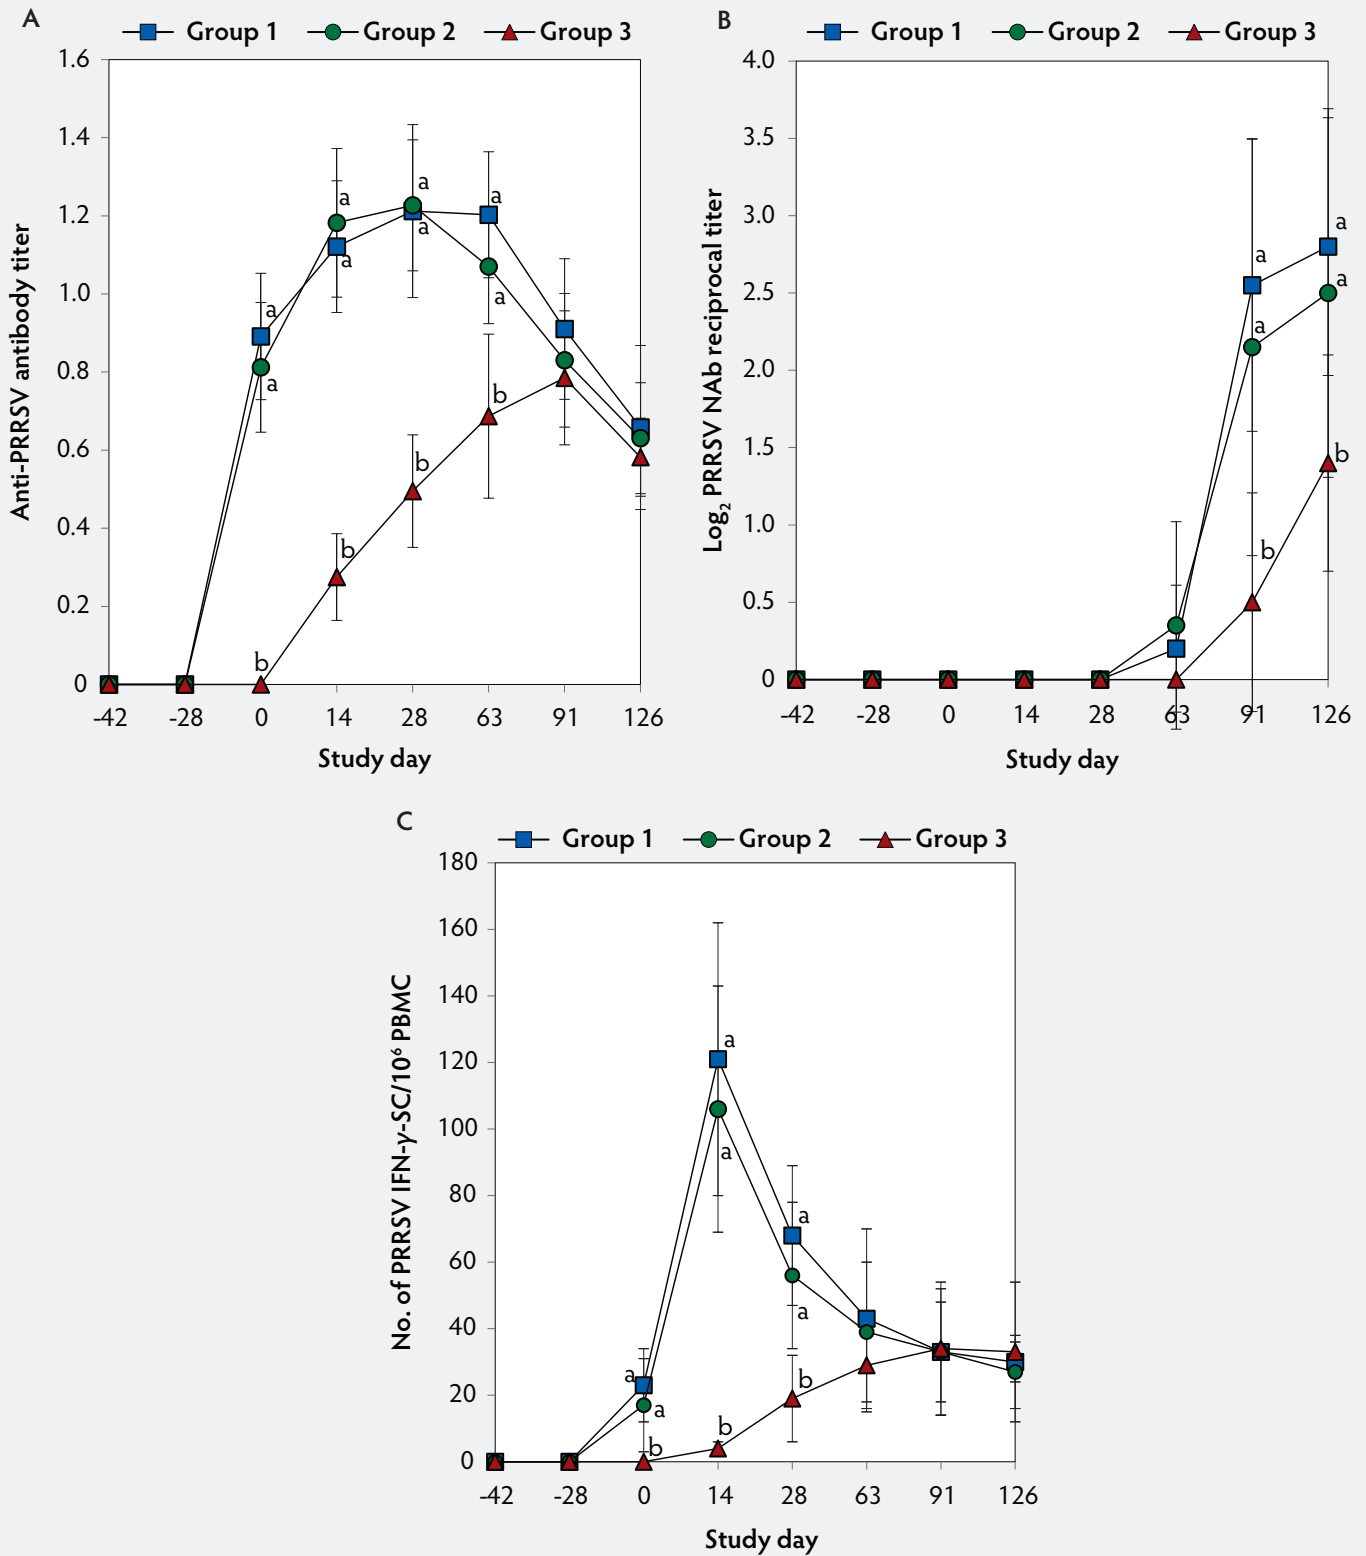 A
Group 1 Group 2 Group 3
1.6
1.4
1.2
1.0
0.8
0.6
0.4
0.2
0
Anti-PRRSV antibody titer
a
a
a
a
a
a
a
a
b
b
b
b
-42 -28 0 14 28 63 91 126
Study day
B
Group 1 Group 2 Group 3
4.0
3.5
3.0
2.5
2.0
1.5
1.0
0.5
0
Log₂ PRRSV NAb reciprocal titer
a
a
a
a
b
b
-42 -28 0 14 28 63 91 126
Study day
C
Group 1 Group 2 Group 3
180
160
140
120
100
80
60
40
20
0
No. of PRRSV IFN-γ-SC/10⁶ PBMC
a
a
a
a
a
a
b
b
b
-42 -28 0 14 28 63 91 126
Study day